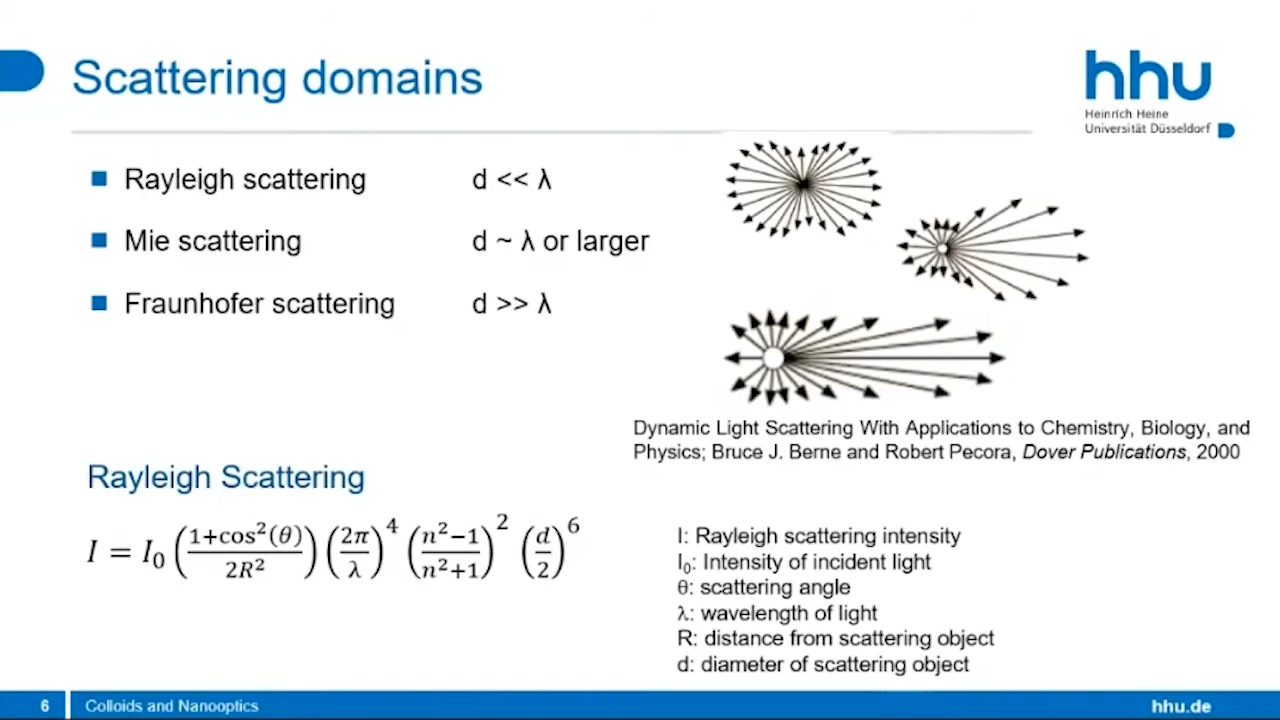 Scattering domains
hhu
Heinrich Heine
Universität Düsseldorf
Rayleigh scattering d << λ
Mie scattering d ~ λ or larger
Fraunhofer scattering d >> λ
Dynamic Light Scattering With Applications to Chemistry, Biology, and
Physics; Bruce J. Berne and Robert Pecora, Dover Publications, 2000
Rayleigh Scattering
I = I₀ ((1+cos²(θ))/(2R²)) (2π/λ)⁴ ((n²−1)/(n²+1))² (d/2)⁶
I: Rayleigh scattering intensity
I₀: Intensity of incident light
θ: scattering angle
λ: wavelength of light
R: distance from scattering object
d: diameter of scattering object
6 Colloids and Nanooptics hhu.de